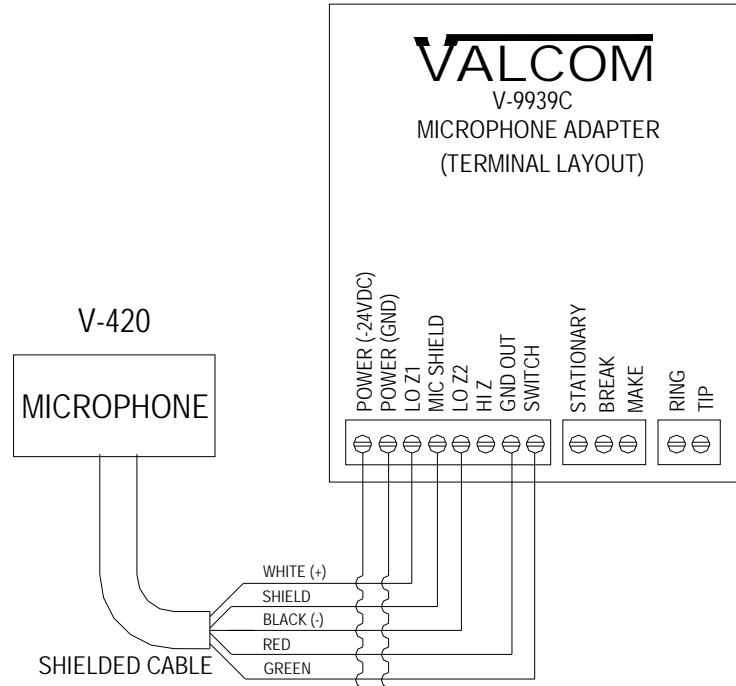 VALCOM
V-9939C
MICROPHONE ADAPTER
(TERMINAL LAYOUT)
V-420
MICROPHONE
POWER (-24VDC)
POWER (GND)
LO Z1
MIC SHIELD
LO Z2
HI Z
GND OUT
SWITCH
STATIONARY
BREAK
MAKE
RING
TIP
WHITE (+)
SHIELD
BLACK (-)
RED
GREEN
SHIELDED CABLE